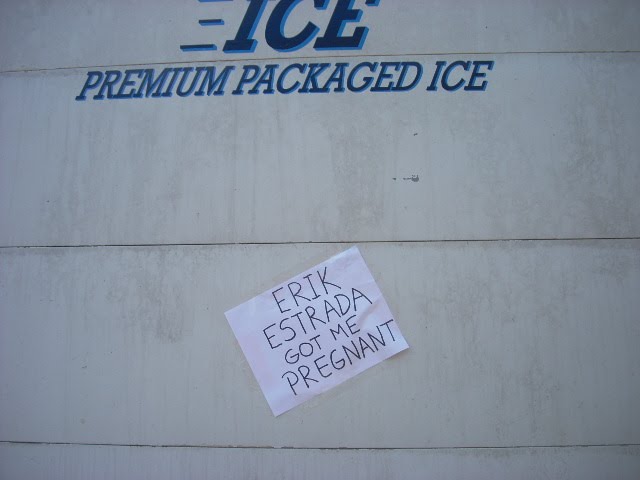 ICE
PREMIUM PACKAGED ICE
ERIK
ESTRADA
GOT ME
PREGNANT